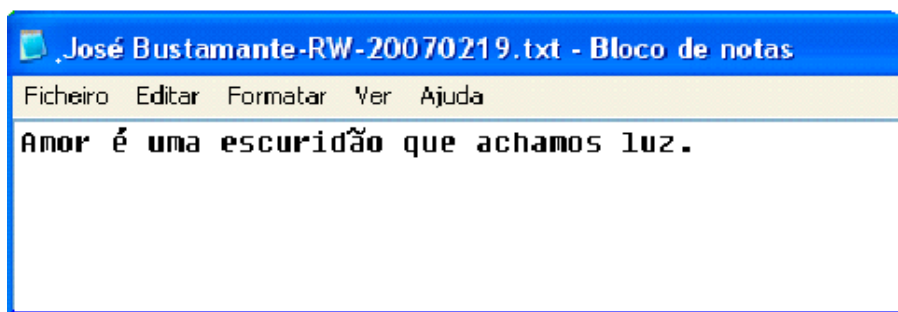 José Bustamante-RW-20070219.txt - Bloco de notas
Ficheiro Editar Formatar Ver Ajuda
Amor é uma escuridão que achamos luz.